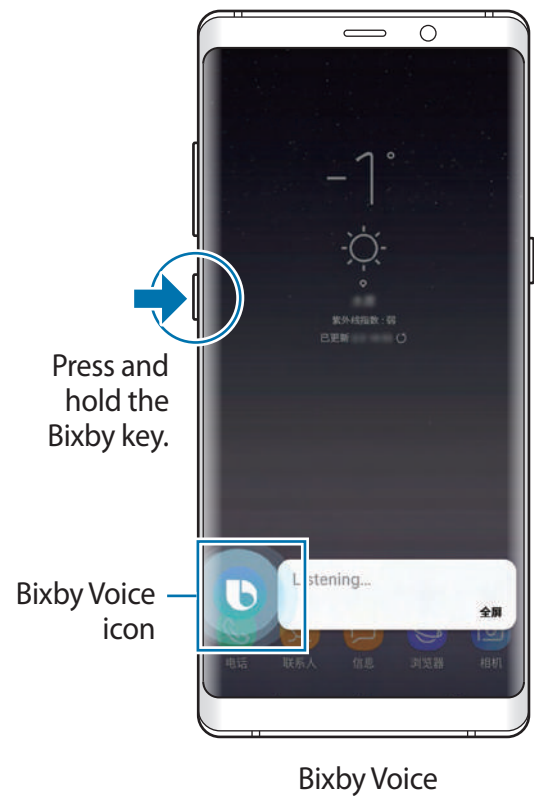 -1°
紫外线指数 : 弱
已更新
Press and
hold the
Bixby key.
Listening...
全屏
Bixby Voice
icon
电话 联系人 信息 浏览器 相机
Bixby Voice